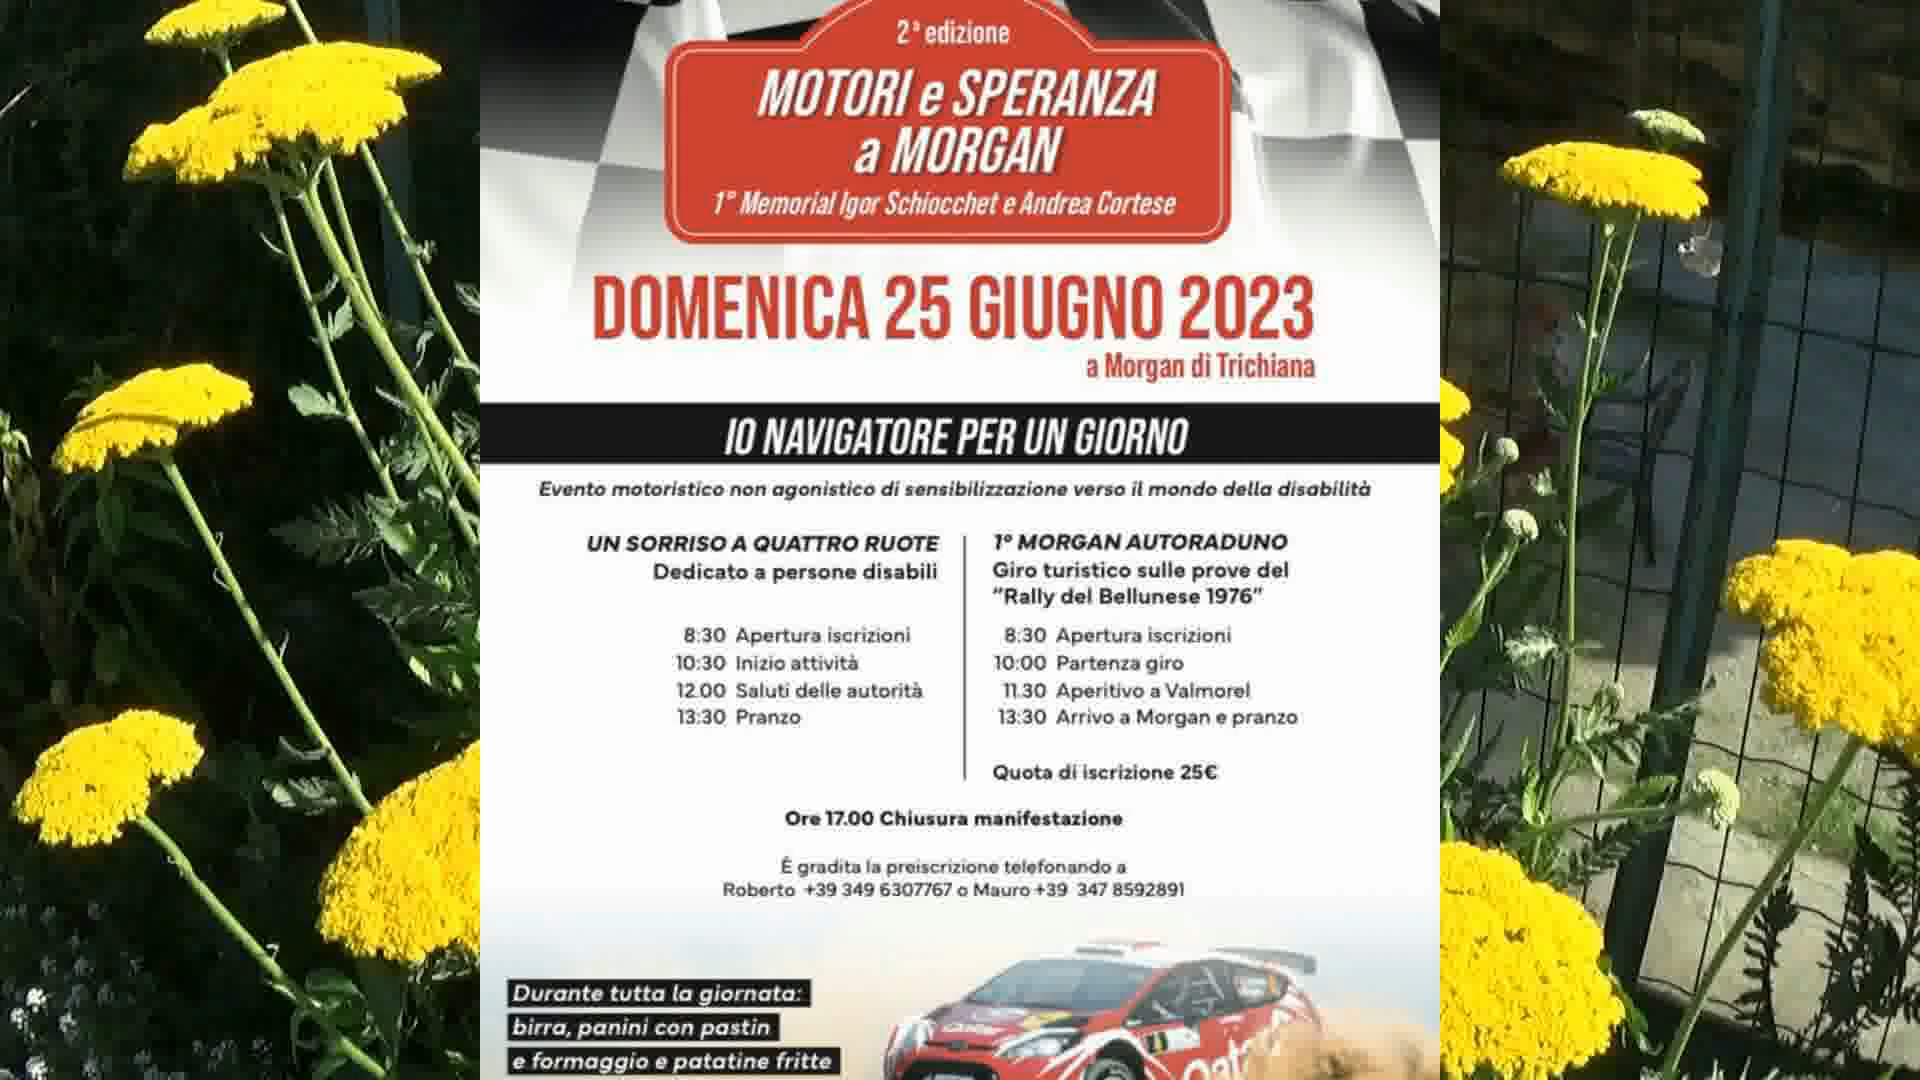 2ª edizione
MOTORI e SPERANZA
a MORGAN
1° Memorial Igor Schiocchet e Andrea Cortese
DOMENICA 25 GIUGNO 2023
a Morgan di Trichiana
IO NAVIGATORE PER UN GIORNO
Evento motoristico non agonistico di sensibilizzazione verso il mondo della disabilità
UN SORRISO A QUATTRO RUOTE
Dedicato a persone disabili
8:30 Apertura iscrizioni
10:30 Inizio attività
12.00 Saluti delle autorità
13:30 Pranzo
1° MORGAN AUTORADUNO
Giro turistico sulle prove del
"Rally del Bellunese 1976"
8:30 Apertura iscrizioni
10:00 Partenza giro
11.30 Aperitivo a Valmorel
13:30 Arrivo a Morgan e pranzo
Quota di iscrizione 25€
Ore 17.00 Chiusura manifestazione
È gradita la preiscrizione telefonando a
Roberto +39 349 6307767 o Mauro +39 347 8592891
Durante tutta la giornata:
birra, panini con pastin
e formaggio e patatine fritte